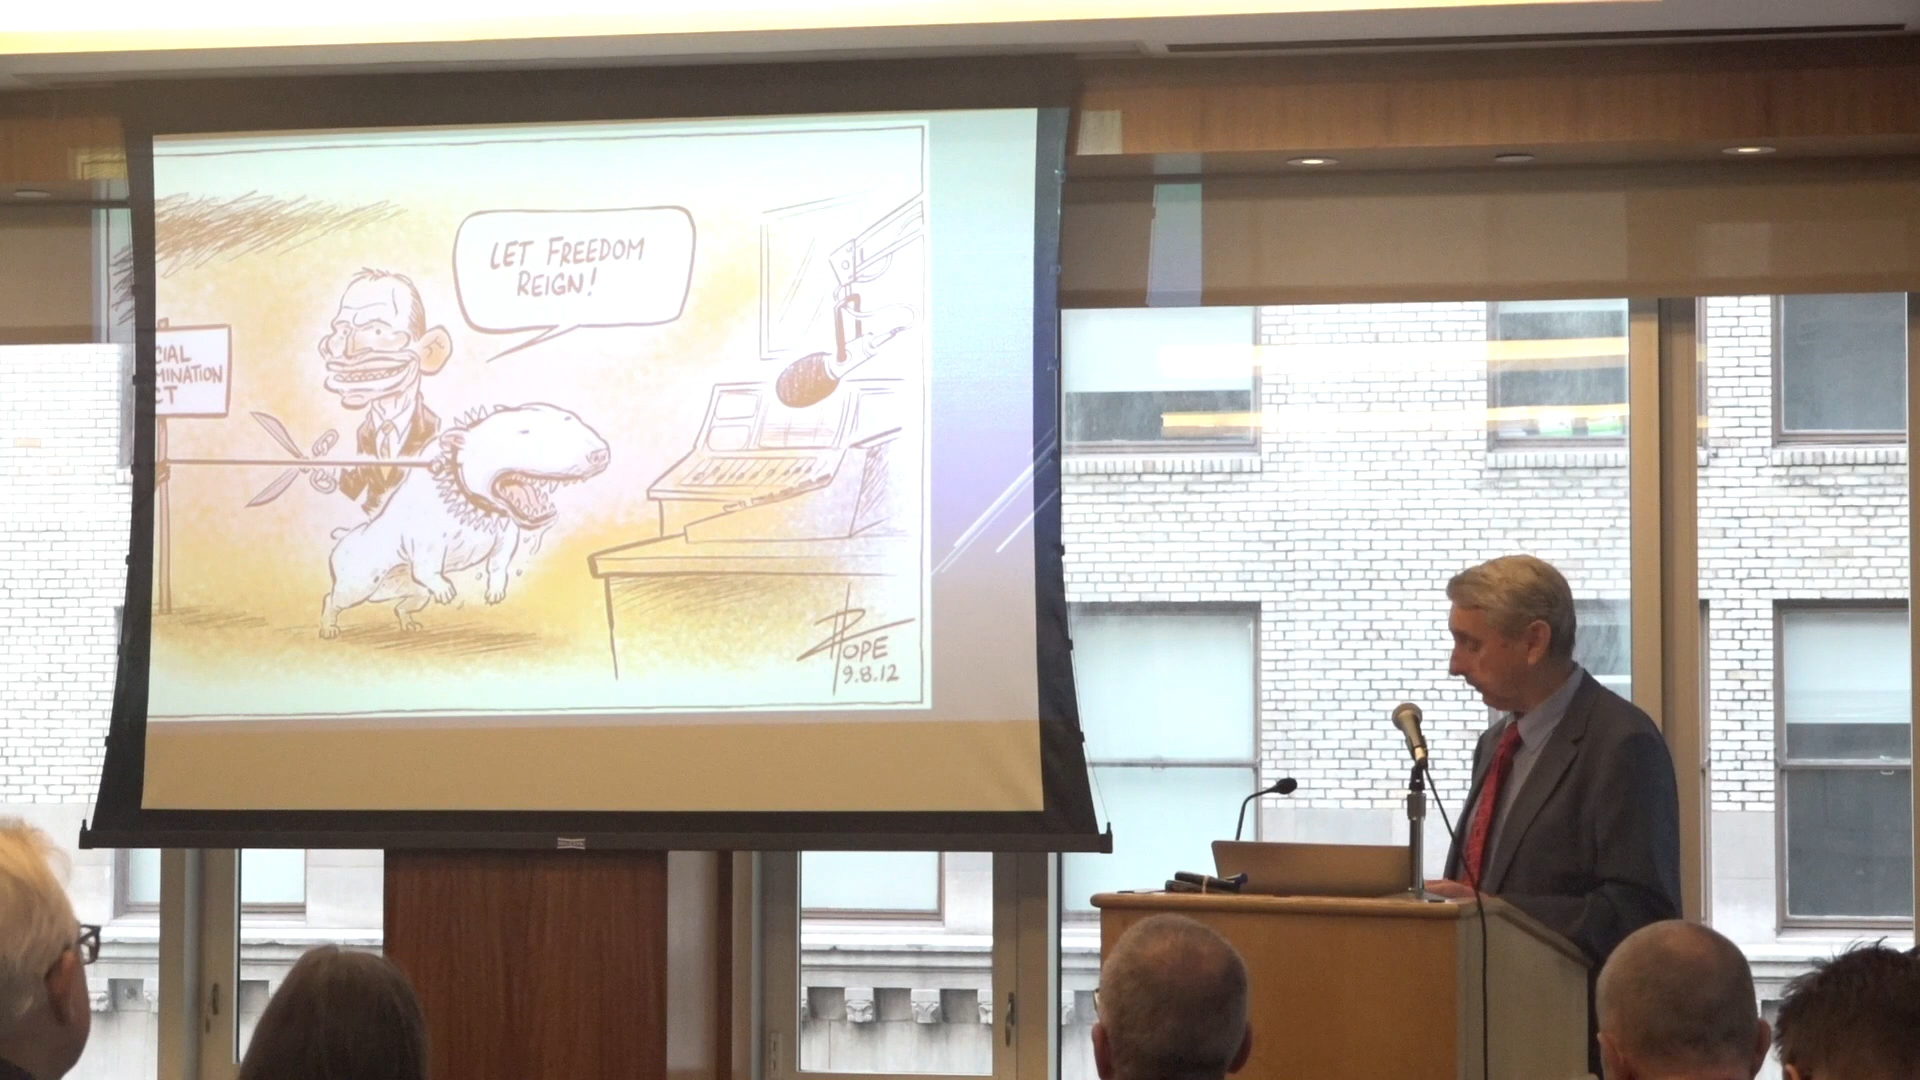 LET FREEDOM
REIGN!
CIAL
MINATION
CT
POPE
9.8.12